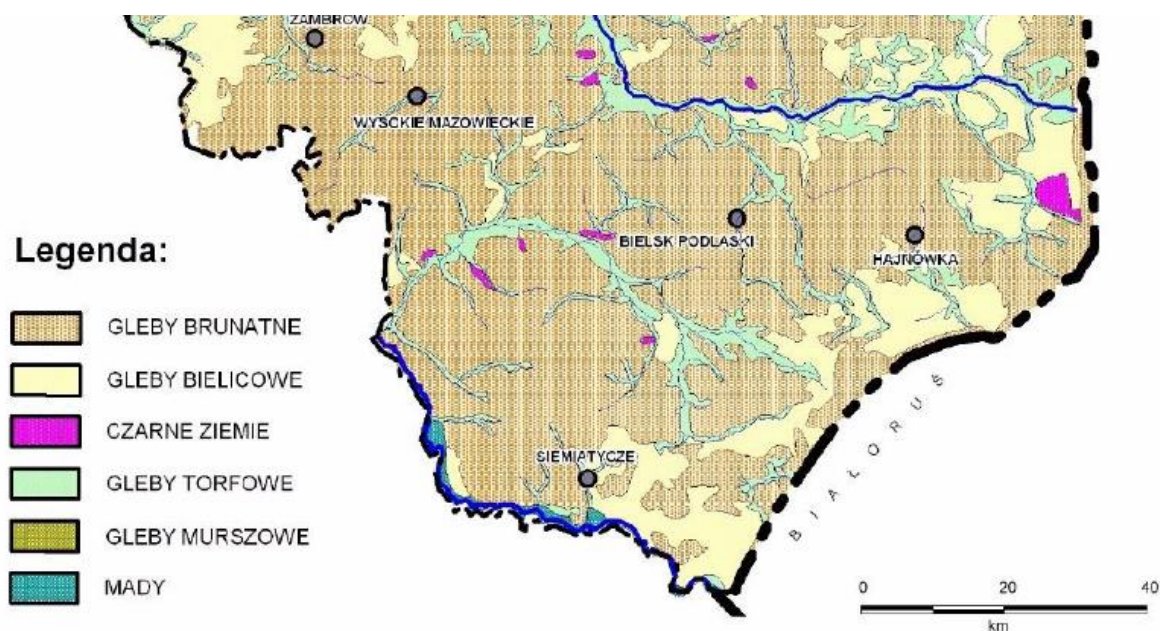 ZAMBRÓW
WYSOKIE MAZOWIECKIE
BIELSK PODLASKI
HAJNÓWKA
SIEMIATYCZE
BIAŁORUŚ
Legenda:
GLEBY BRUNATNE
GLEBY BIELICOWE
CZARNE ZIEMIE
GLEBY TORFOWE
GLEBY MURSZOWE
MADY
0 20 40
km